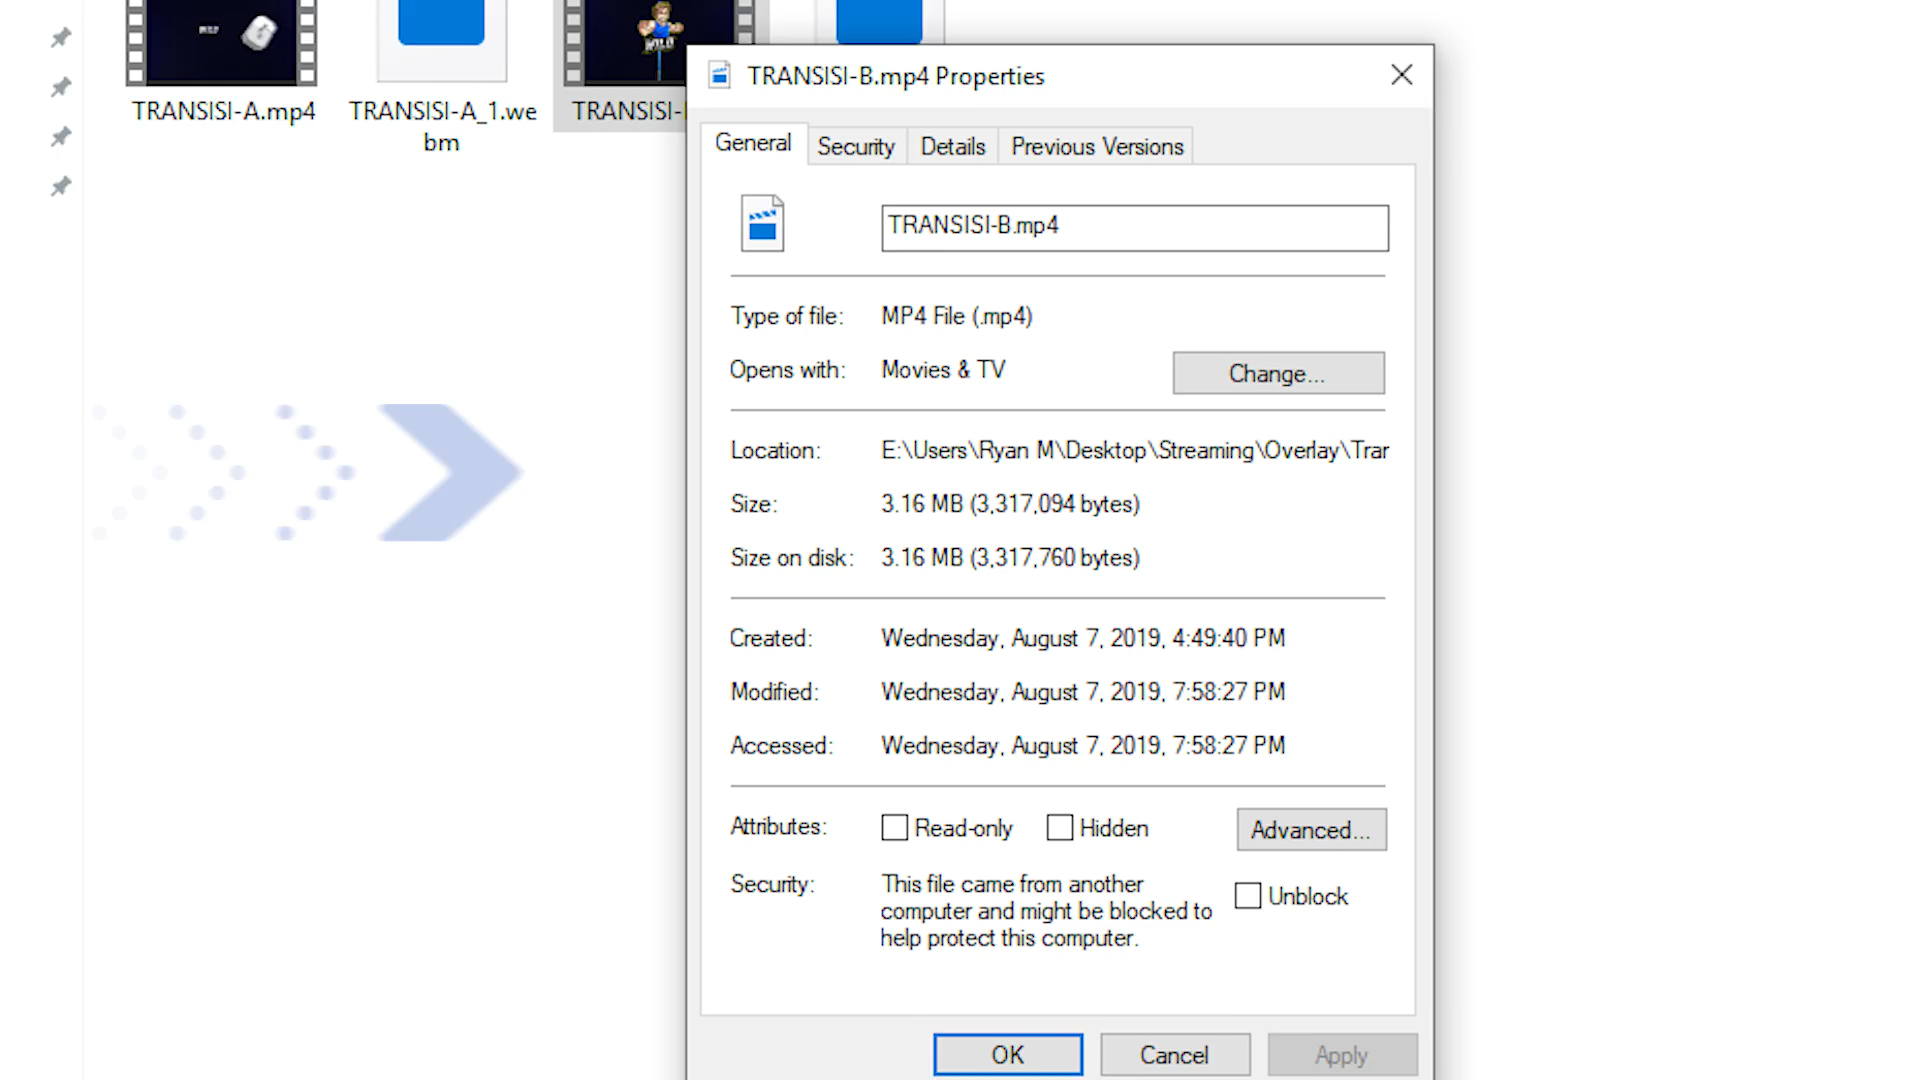 TRANSISI-A.mp4
TRANSISI-A_1.we
bm
TRANSISI-
WILD
TRANSISI-B.mp4 Properties
General
Security
Details
Previous Versions
TRANSISI-B.mp4
Type of file:
MP4 File (.mp4)
Opens with:
Movies & TV
Change...
Location:
E:\Users\Ryan M\Desktop\Streaming\Overlay\Trar
Size:
3.16 MB (3,317,094 bytes)
Size on disk:
3.16 MB (3,317,760 bytes)
Created:
Wednesday, August 7, 2019, 4:49:40 PM
Modified:
Wednesday, August 7, 2019, 7:58:27 PM
Accessed:
Wednesday, August 7, 2019, 7:58:27 PM
Attributes:
Read-only
Hidden
Advanced...
Security:
This file came from another
computer and might be blocked to
help protect this computer.
Unblock
OK
Cancel
Apply